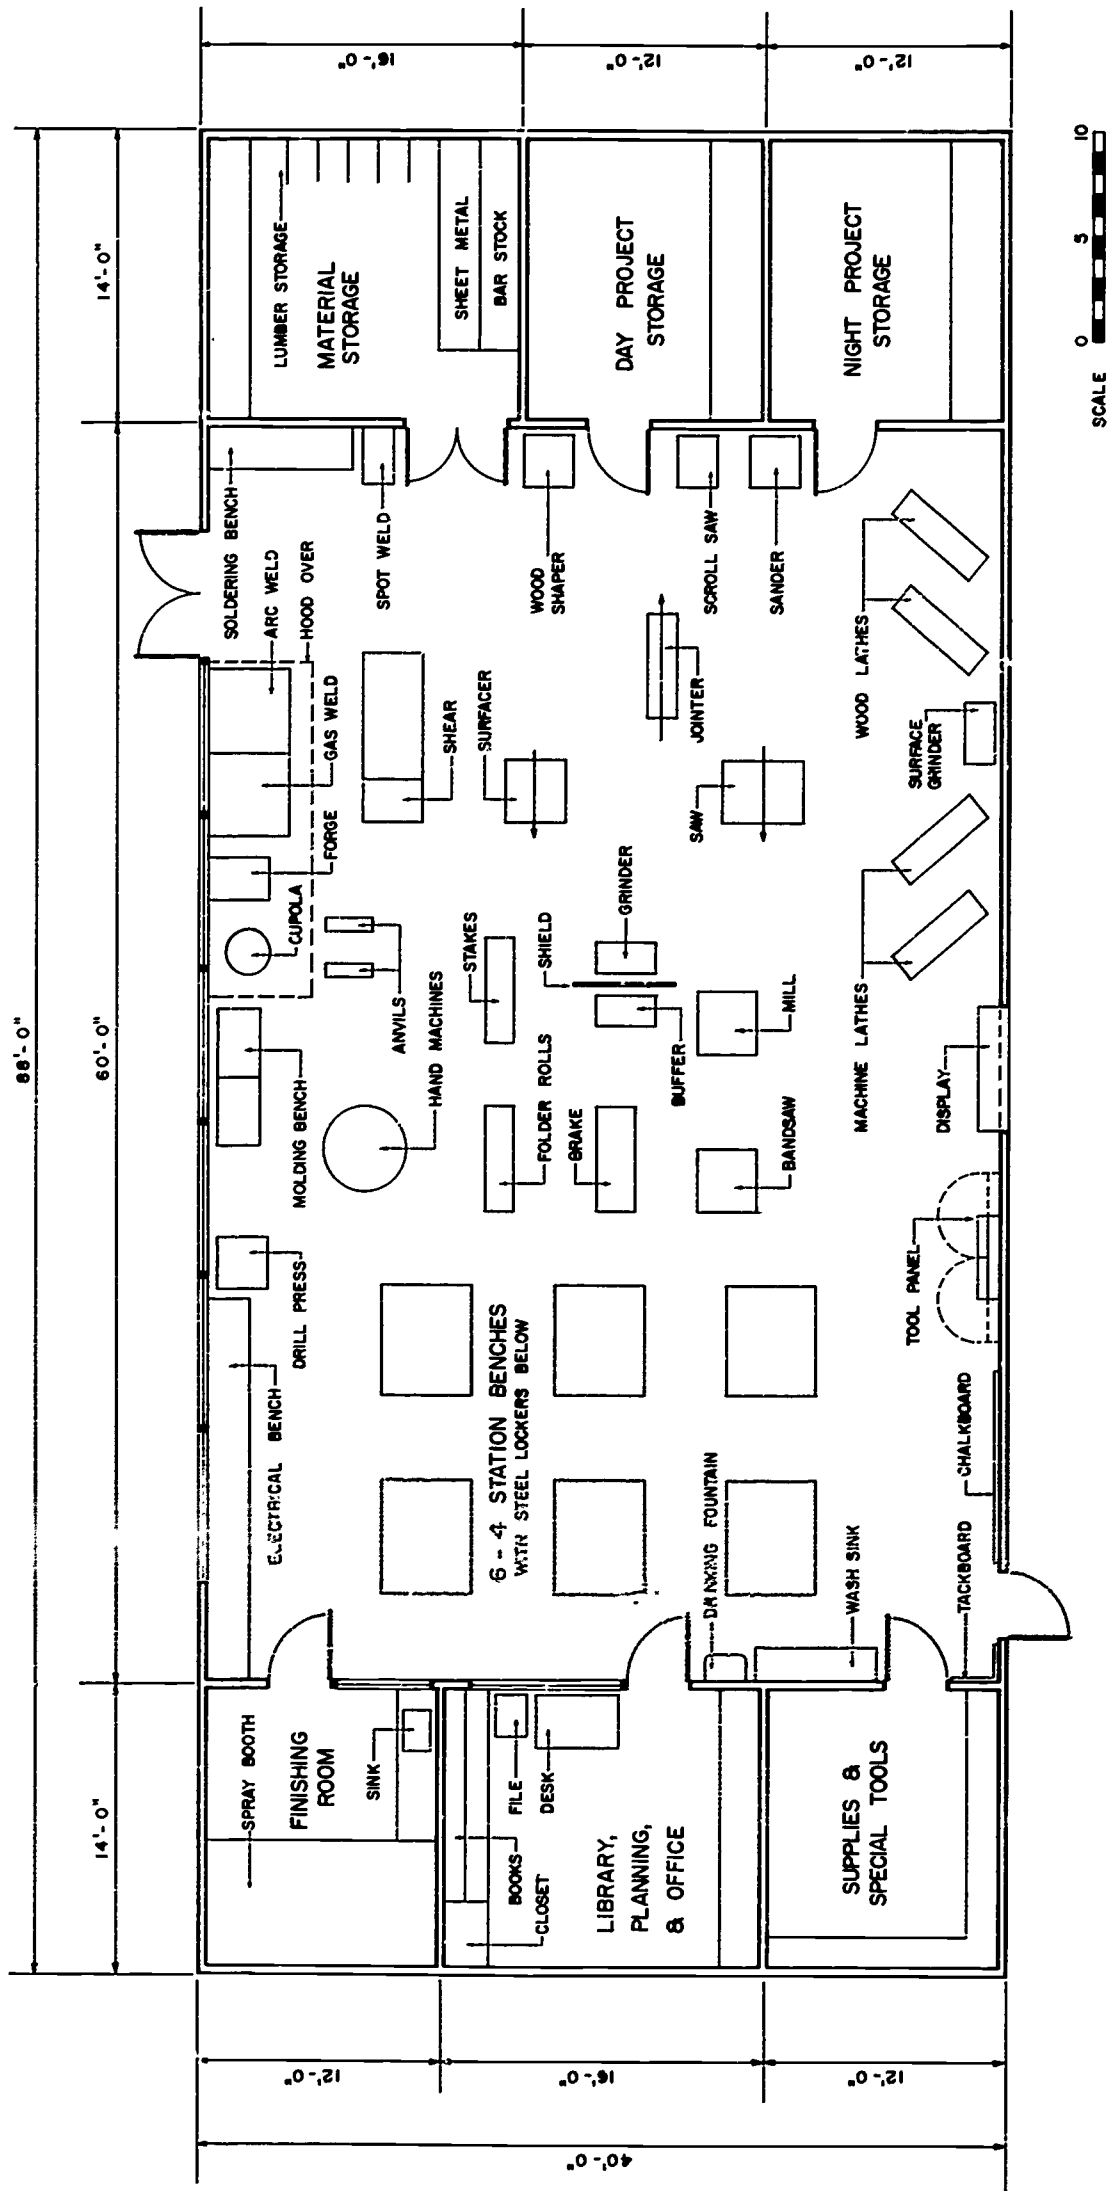 88'-0"
14'-0"
60'-0"
14'-0"
16'-0"
12'-0"
12'-0"
12'-0"
16'-0"
12'-0"
40'-0"
SPRAY BOOTH
FINISHING
ROOM
SINK
BOOKS
CLOSET
FILE
DESK
LIBRARY,
PLANNING,
& OFFICE
SUPPLIES &
SPECIAL TOOLS
ELECTRICAL BENCH
DRILL PRESS
MOLDING BENCH
CUPOLA
FORGE
GAS WELD
ARC WELD
HOOD OVER
SOLDERING BENCH
SPOT WELD
ANVILS
HAND MACHINES
SHEAR
SURFACER
STAKES
SHIELD
GRINDER
FOLDER ROLLS
BRAKE
BUFFER
MILL
BANDSAW
SAW
JOINTER
WOOD
SHAPER
SCROLL SAW
SANDER
6 - 4 STATION BENCHES
WITH STEEL LOCKERS BELOW
DRINKING FOUNTAIN
WASH SINK
TACKBOARD
CHALKBOARD
TOOL PANEL
DISPLAY
MACHINE LATHES
SURFACE
GRINDER
WOOD LATHES
LUMBER STORAGE
MATERIAL
STORAGE
SHEET METAL
BAR STOCK
DAY PROJECT
STORAGE
NIGHT PROJECT
STORAGE
SCALE
0 5 10